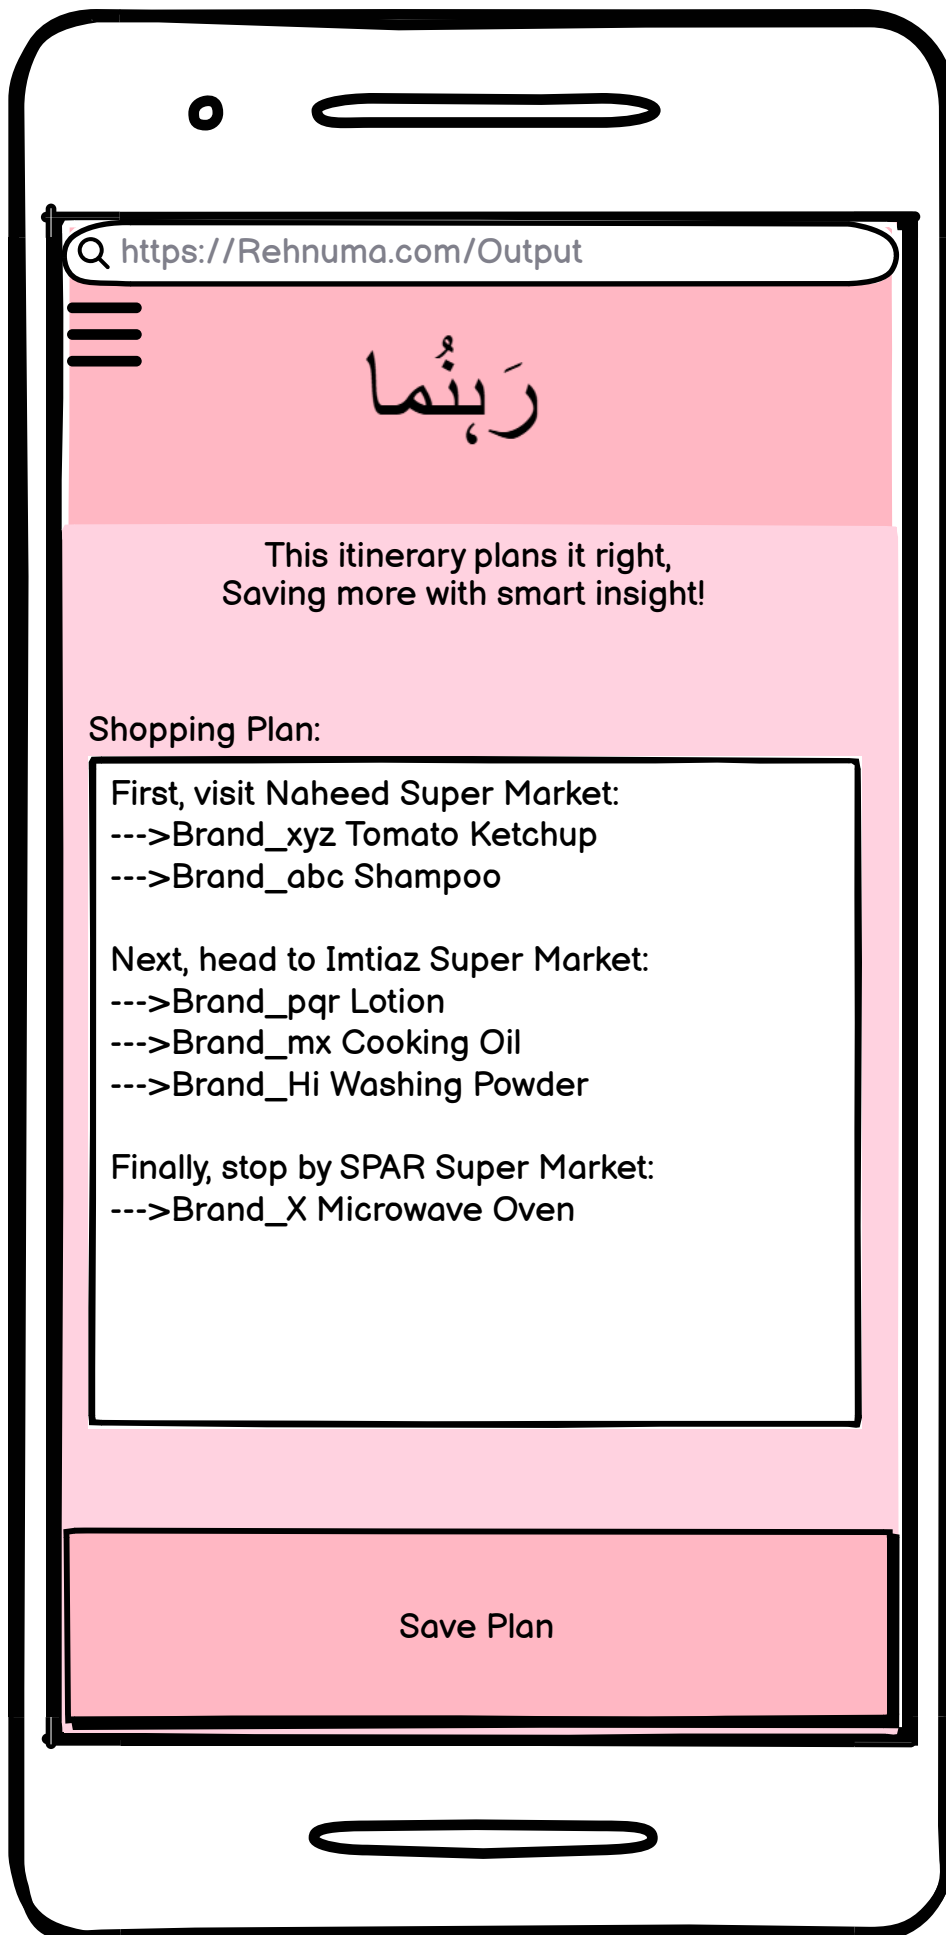 https://Rehnuma.com/Output
رَہنُما
This itinerary plans it right,
Saving more with smart insight!
Shopping Plan:
First, visit Naheed Super Market:
--->Brand_xyz Tomato Ketchup
--->Brand_abc Shampoo
Next, head to Imtiaz Super Market:
--->Brand_pqr Lotion
--->Brand_mx Cooking Oil
--->Brand_Hi Washing Powder
Finally, stop by SPAR Super Market:
--->Brand_X Microwave Oven
Save Plan